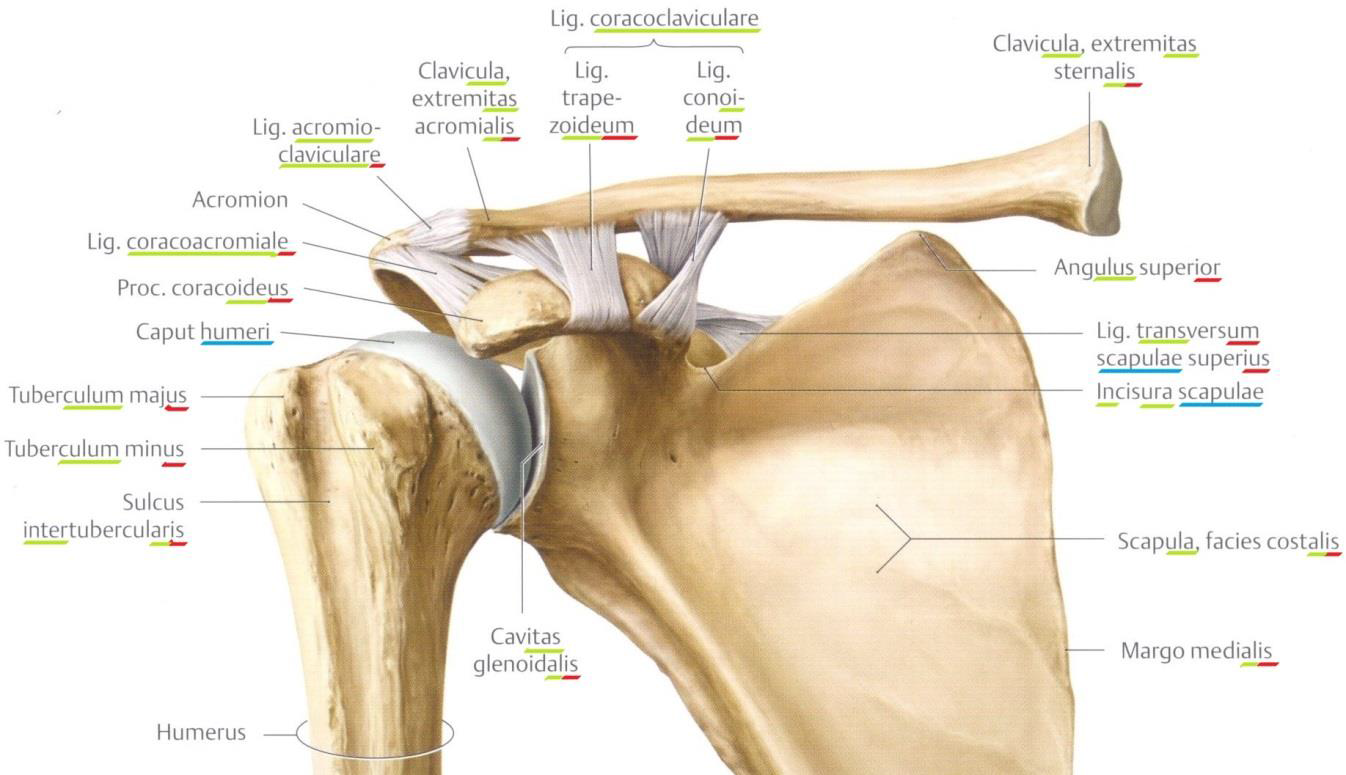 Lig. coracoclaviculare
Clavicula, extremitas
sternalis
Clavicula,
extremitas
acromialis
Lig.
trape-
zoideum
Lig.
conoi-
deum
Lig. acromio-
claviculare
Acromion
Lig. coracoacromiale
Proc. coracoideus
Caput humeri
Tuberculum majus
Tuberculum minus
Sulcus
intertubercularis
Humerus
Cavitas
glenoidalis
Angulus superior
Lig. transversum
scapulae superius
Incisura scapulae
Scapula, facies costalis
Margo medialis